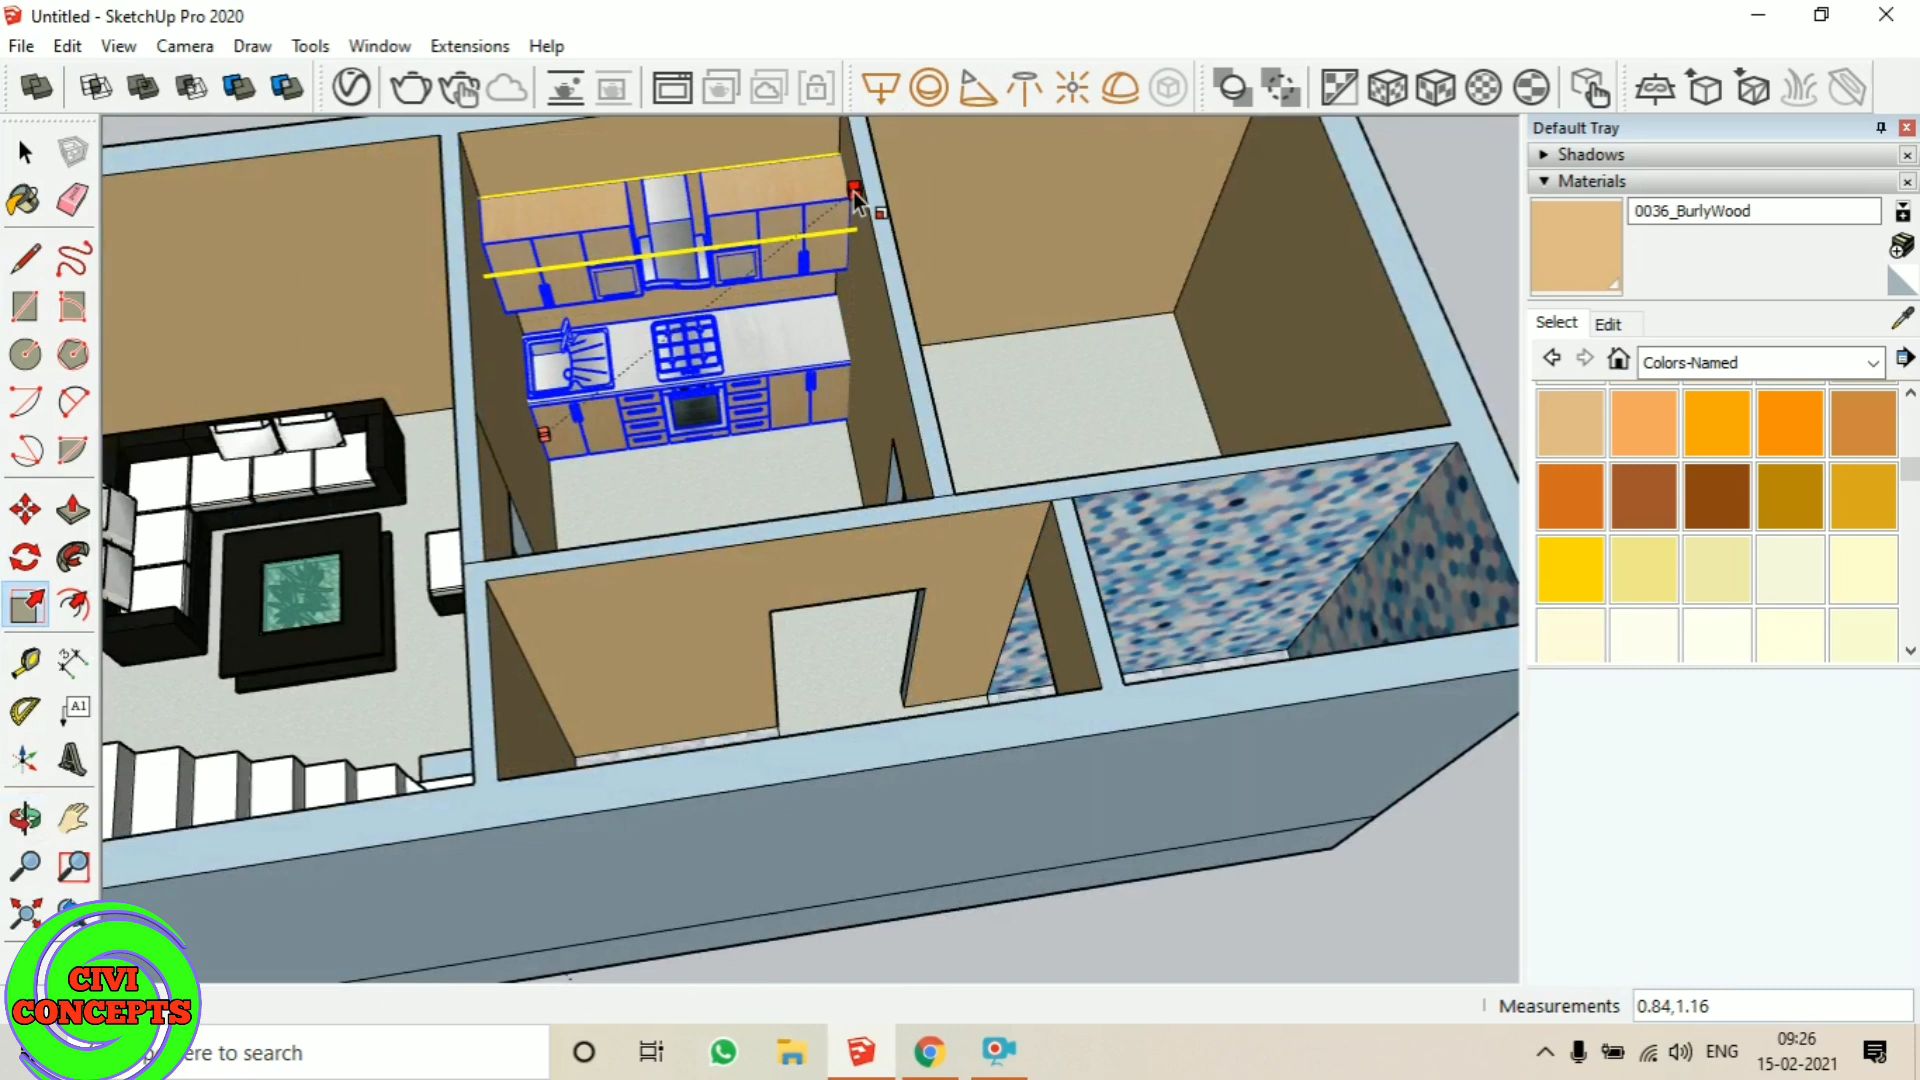 Untitled - SketchUp Pro 2020
File Edit View Camera Draw Tools Window Extensions Help
Default Tray
Shadows
Materials
0036_BurlyWood
Select Edit
Colors-Named
A1
Measurements 0.84,1.16
CIVI
CONCEPTS
ere to search
ENG
09:26
15-02-2021